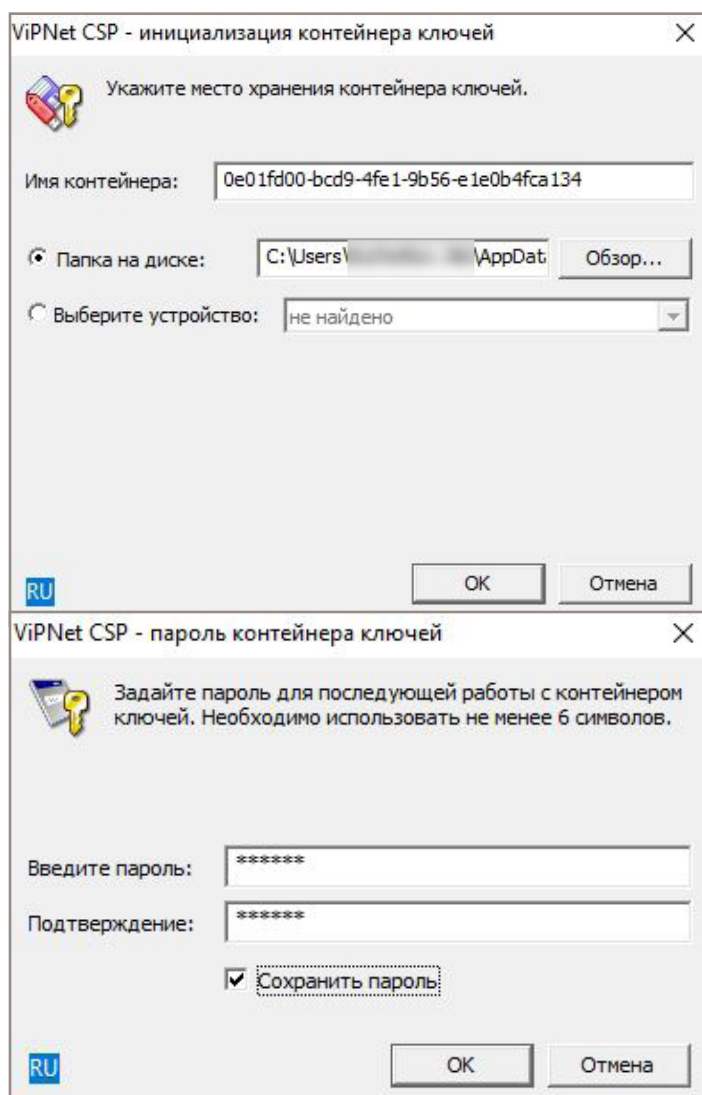 ViPNet CSP - инициализация контейнера ключей
Укажите место хранения контейнера ключей.
Имя контейнера: 0e01fd00-bcd9-4fe1-9b56-e1e0b4fca134
Папка на диске: C:\Users\ \AppDat Обзор...
Выберите устройство: не найдено
RU OK Отмена
ViPNet CSP - пароль контейнера ключей
Задайте пароль для последующей работы с контейнером
ключей. Необходимо использовать не менее 6 символов.
Введите пароль: ******
Подтверждение: ******
Сохранить пароль
RU OK Отмена